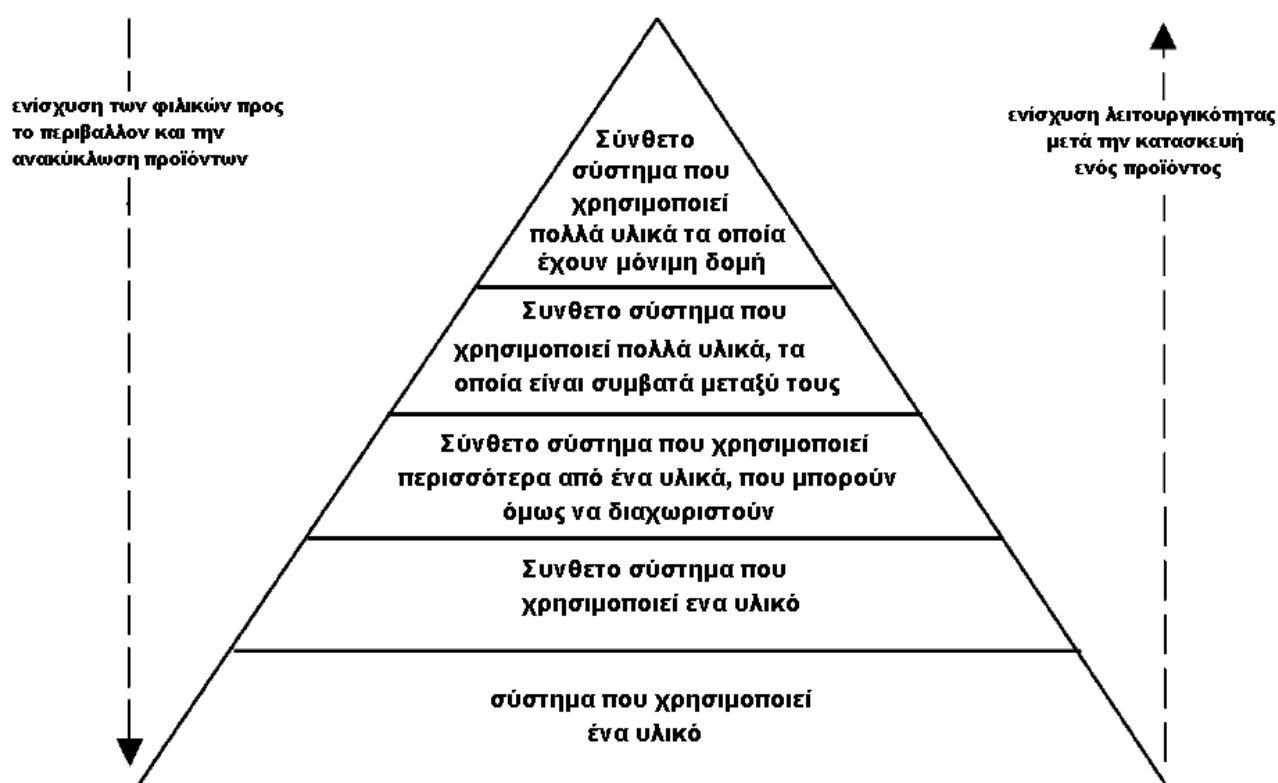 ενίσχυση των φιλικών προς
το περιβαλλον και την
ανακύκλωση προϊόντων
ενίσχυση λειτουργικότητας
μετά την κατασκευή
ενός προϊόντος
Σύνθετο
σύστημα που
χρησιμοποιεί
πολλά υλικά τα οποία
έχουν μόνιμη δομή
Συνθετο σύστημα που
χρησιμοποιεί πολλά υλικά, τα
οποία είναι συμβατά μεταξύ τους
Σύνθετο σύστημα που χρησιμοποιεί
περισσότερα από ένα υλικά, που μπορούν
όμως να διαχωριστούν
Συνθετο σύστημα που
χρησιμοποιεί ενα υλικό
σύστημα που χρησιμοποιεί
ένα υλικό